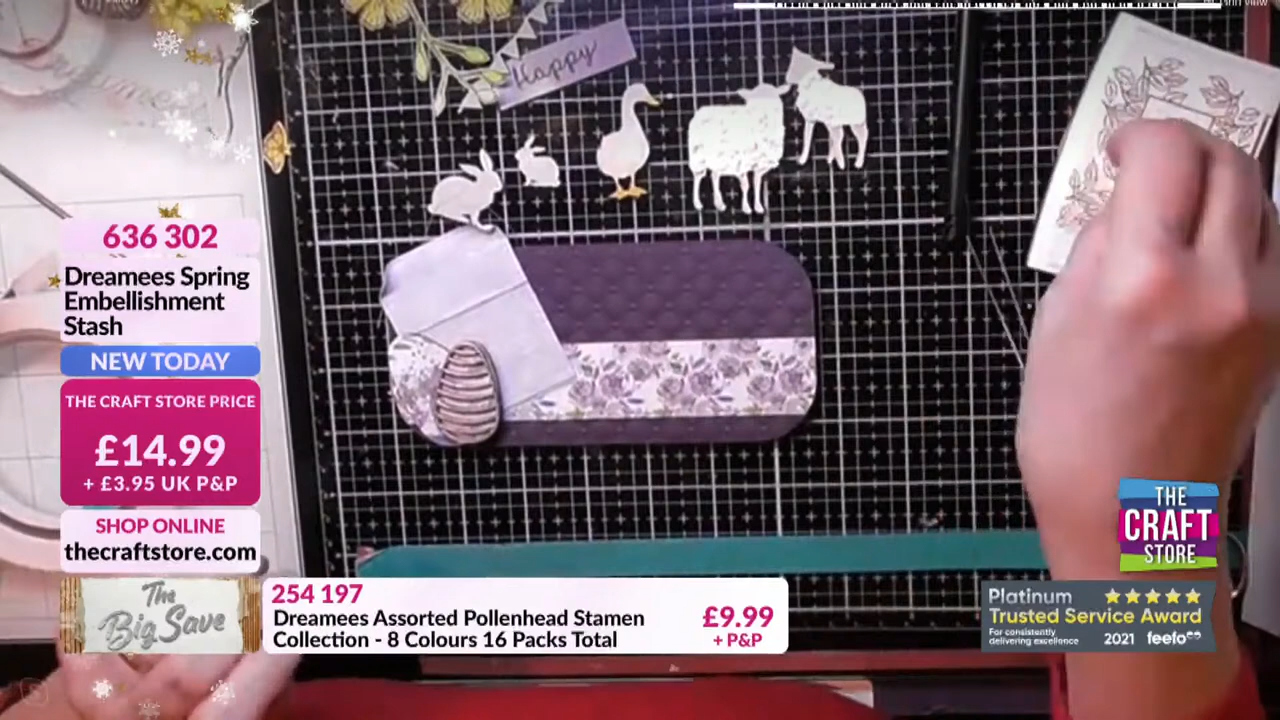 Happy
636 302
Dreamees Spring
Embellishment
Stash
NEW TODAY
THE CRAFT STORE PRICE
£14.99
+ £3.95 UK P&P
SHOP ONLINE
thecraftstore.com
The
Big Save
254 197
Dreamees Assorted Pollenhead Stamen
Collection - 8 Colours 16 Packs Total
£9.99
+ P&P
THE
CRAFT
STORE
Platinum
Trusted Service Award
For consistently
delivering excellence
2021 feefo